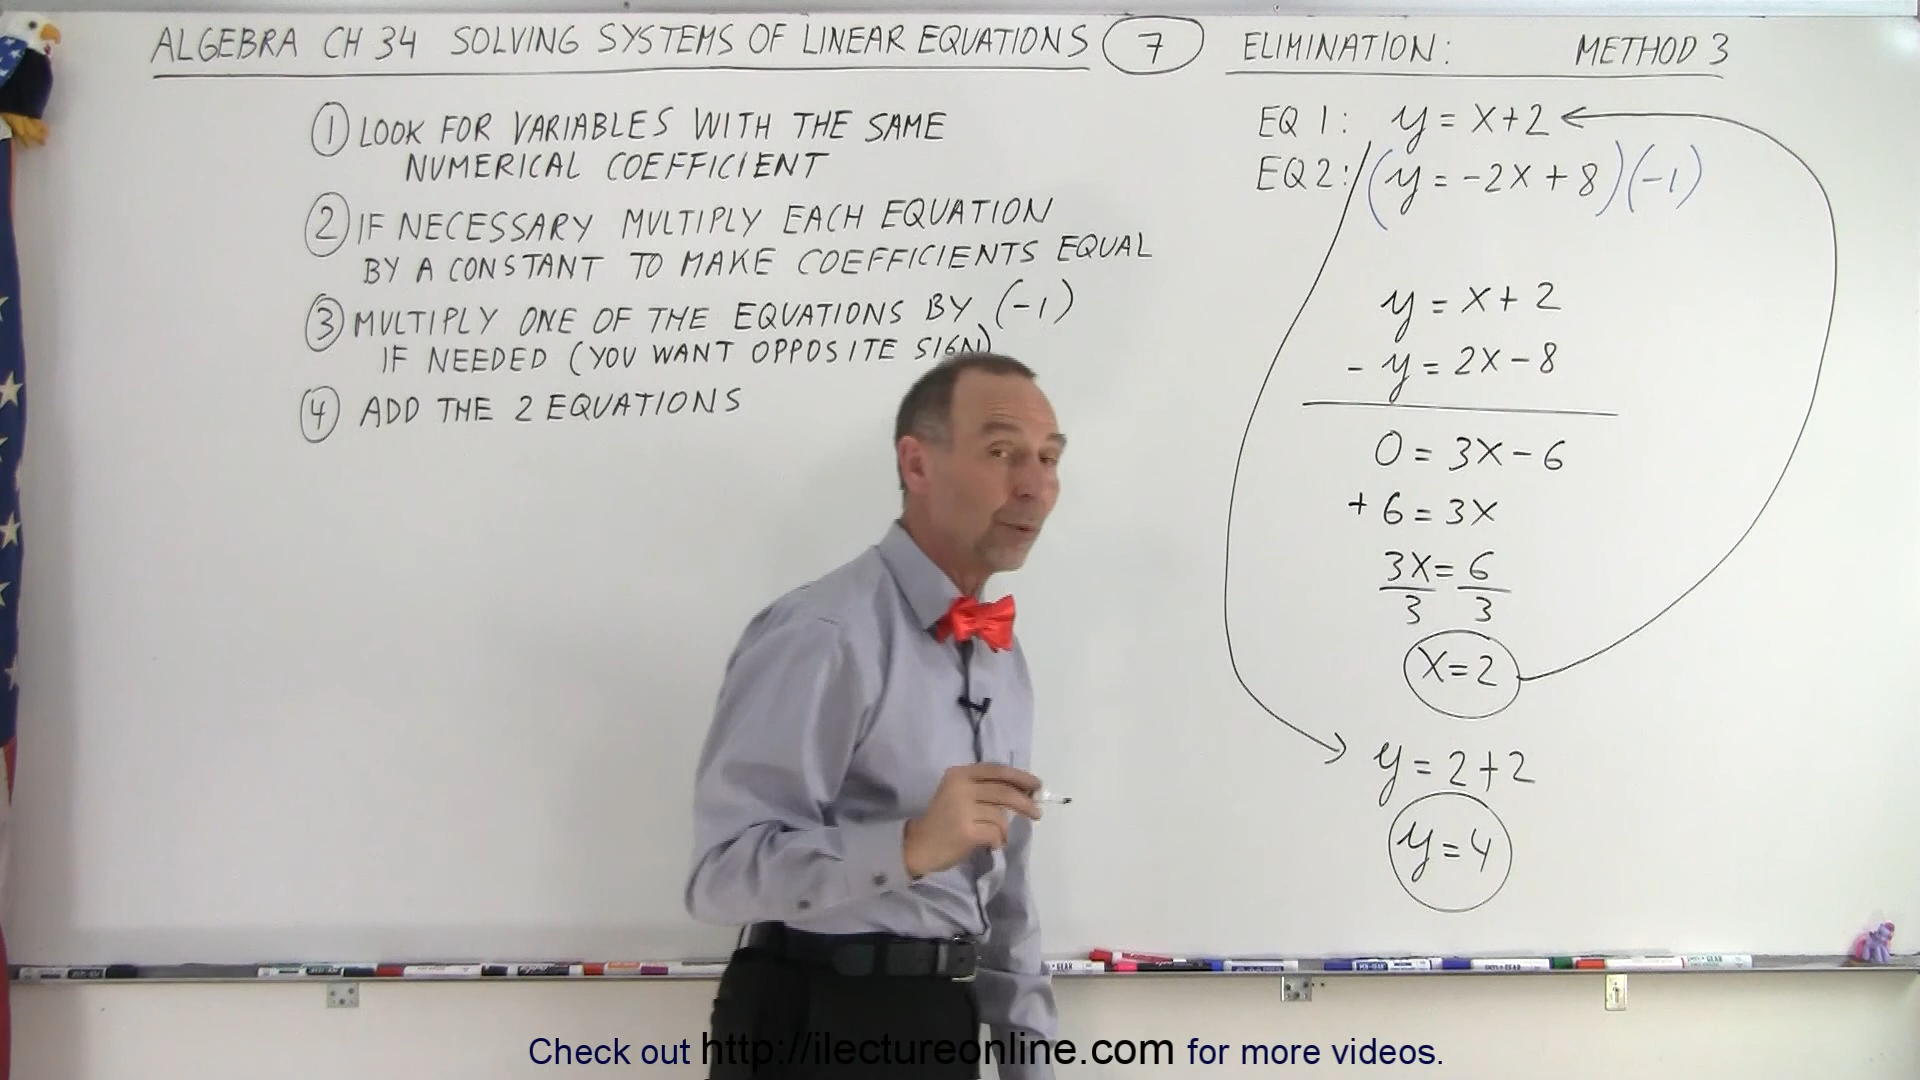 ALGEBRA CH 34 SOLVING SYSTEMS OF LINEAR EQUATIONS 7 ELIMINATION: METHOD 3
① LOOK FOR VARIABLES WITH THE SAME
NUMERICAL COEFFICIENT
② IF NECESSARY MULTIPLY EACH EQUATION
BY A CONSTANT TO MAKE COEFFICIENTS EQUAL
③ MULTIPLY ONE OF THE EQUATIONS BY (-1)
IF NEEDED (YOU WANT OPPOSITE SIGN)
④ ADD THE 2 EQUATIONS
EQ 1: y = x+2
EQ 2: (y = -2x + 8)(-1)
y = x + 2
- y = 2x - 8
0 = 3x - 6
+ 6 = 3x
3x = 6
3 3
x = 2
y = 2+2
y = 4
Check out http://ilectureonline.com for more videos.